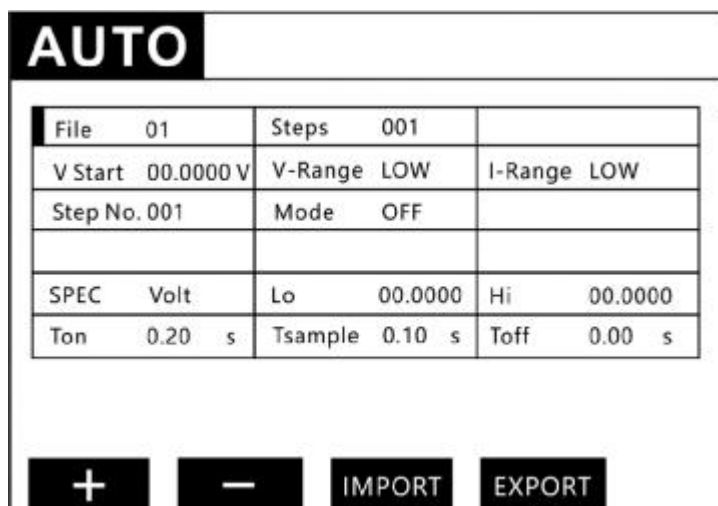 AUTO
File 01 Steps 001
V Start 00.0000 V V-Range LOW I-Range LOW
Step No. 001 Mode OFF
SPEC Volt Lo 00.0000 Hi 00.0000
Ton 0.20 s Tsample 0.10 s Toff 0.00 s
+ − IMPORT EXPORT